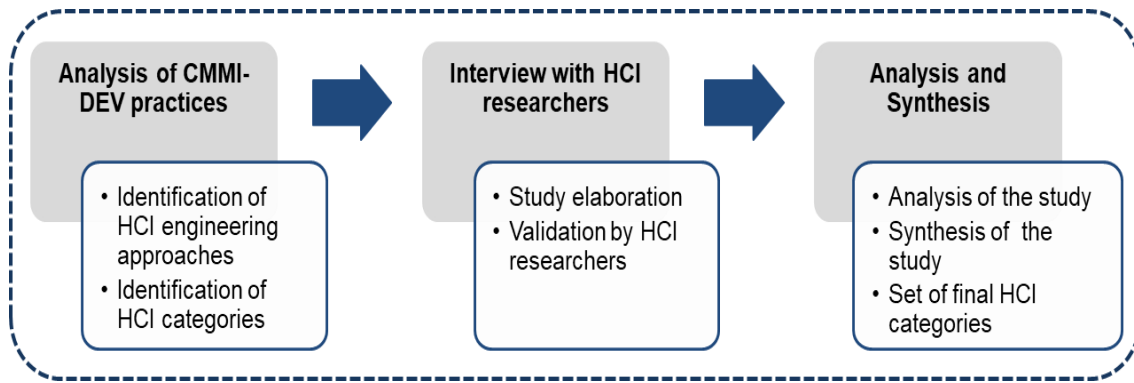 Analysis of CMMI-
DEV practices
• Identification of
HCI engineering
approaches
• Identification of
HCI categories
Interview with HCI
researchers
• Study elaboration
• Validation by HCI
researchers
Analysis and
Synthesis
• Analysis of the study
• Synthesis of the
study
• Set of final HCI
categories